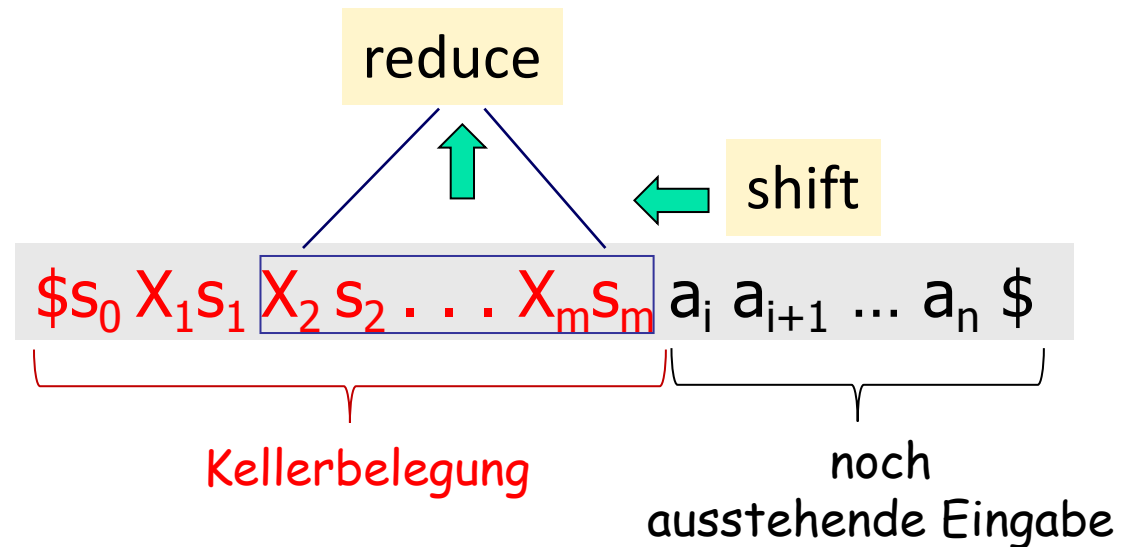 reduce
shift
$s₀ X₁s₁ X₂ s₂ . . . Xₘsₘ aᵢ aᵢ₊₁ ... aₙ $
Kellerbelegung
noch
ausstehende Eingabe